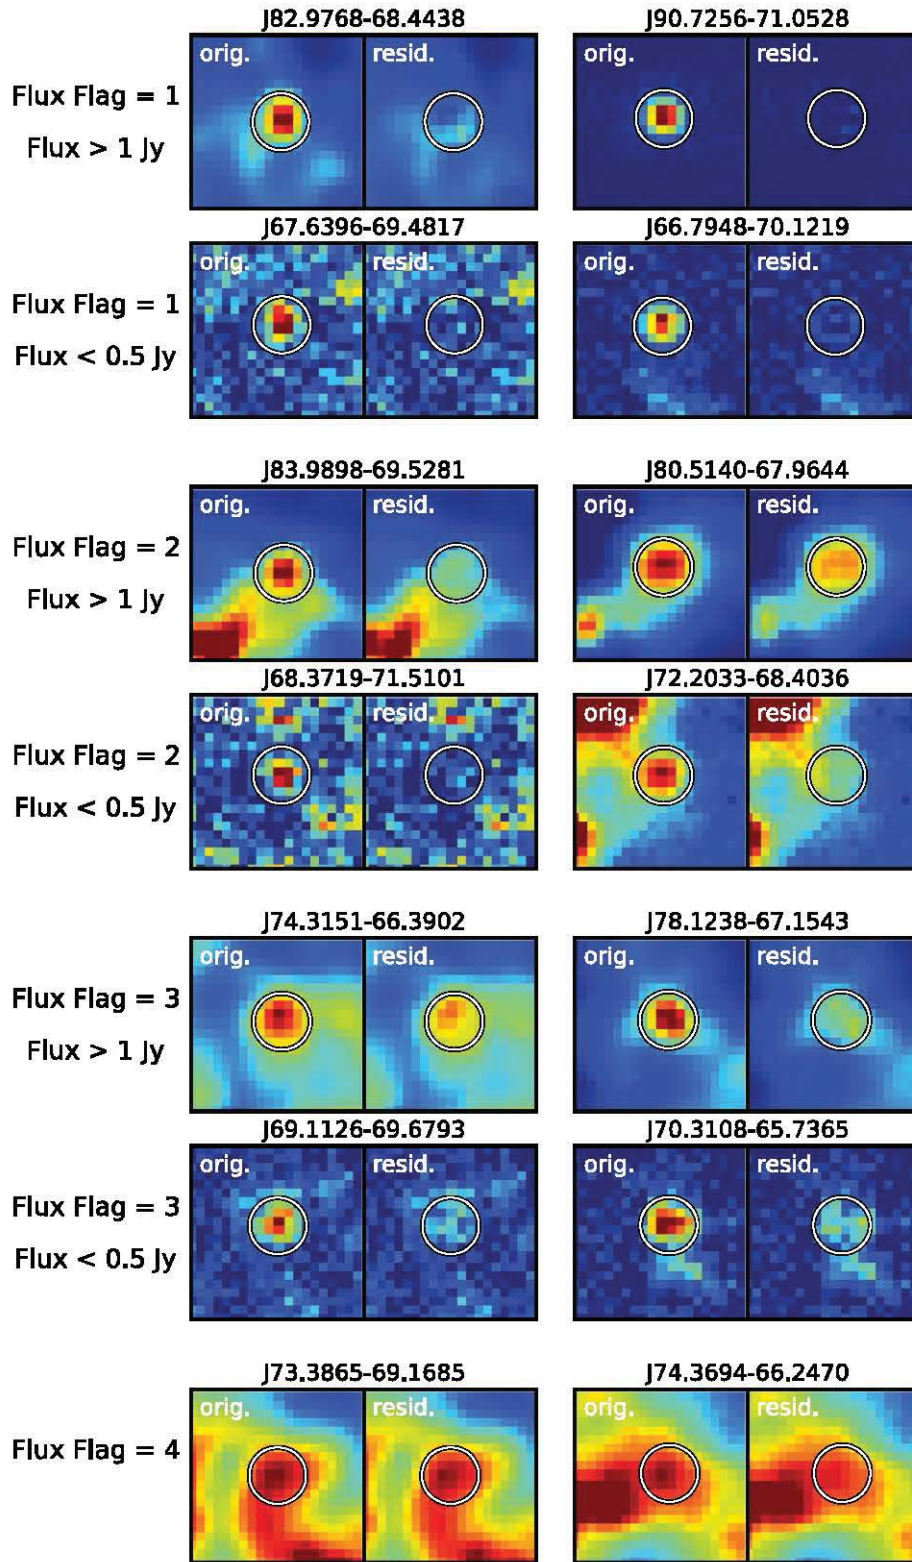 J82.9768-68.4438 J90.7256-71.0528
Flux Flag = 1
Flux > 1 Jy
orig. resid. orig. resid.
J67.6396-69.4817 J66.7948-70.1219
Flux Flag = 1
Flux < 0.5 Jy
orig. resid. orig. resid.
J83.9898-69.5281 J80.5140-67.9644
Flux Flag = 2
Flux > 1 Jy
orig. resid. orig. resid.
J68.3719-71.5101 J72.2033-68.4036
Flux Flag = 2
Flux < 0.5 Jy
orig. resid. orig. resid.
J74.3151-66.3902 J78.1238-67.1543
Flux Flag = 3
Flux > 1 Jy
orig. resid. orig. resid.
J69.1126-69.6793 J70.3108-65.7365
Flux Flag = 3
Flux < 0.5 Jy
orig. resid. orig. resid.
J73.3865-69.1685 J74.3694-66.2470
Flux Flag = 4
orig. resid. orig. resid.